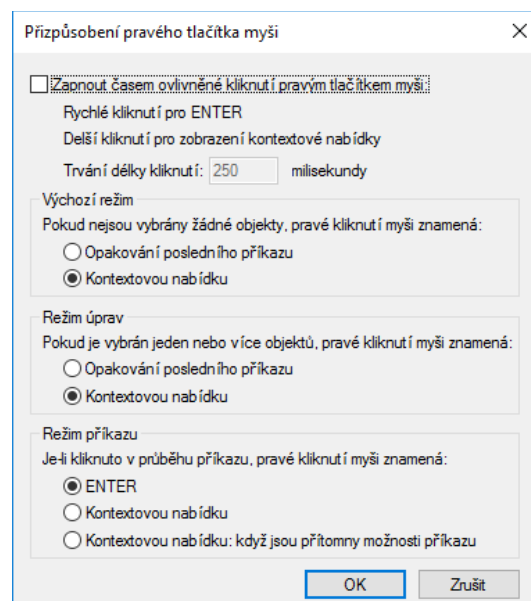 Přizpůsobení pravého tlačítka myši
Zapnout časem ovlivněné kliknutí pravým tlačítkem myši:
Rychlé kliknutí pro ENTER
Delší kliknutí pro zobrazení kontextové nabídky
Trvání délky kliknutí: 250 milisekundy
Výchozí režim
Pokud nejsou vybrány žádné objekty, pravé kliknutí myši znamená:
Opakování posledního příkazu
Kontextovou nabídku
Režim úprav
Pokud je vybrán jeden nebo více objektů, pravé kliknutí myši znamená:
Opakování posledního příkazu
Kontextovou nabídku
Režim příkazu
Je-li kliknuto v průběhu příkazu, pravé kliknutí myši znamená:
ENTER
Kontextovou nabídku
Kontextovou nabídku: když jsou přítomny možnosti příkazu
OK Zrušit